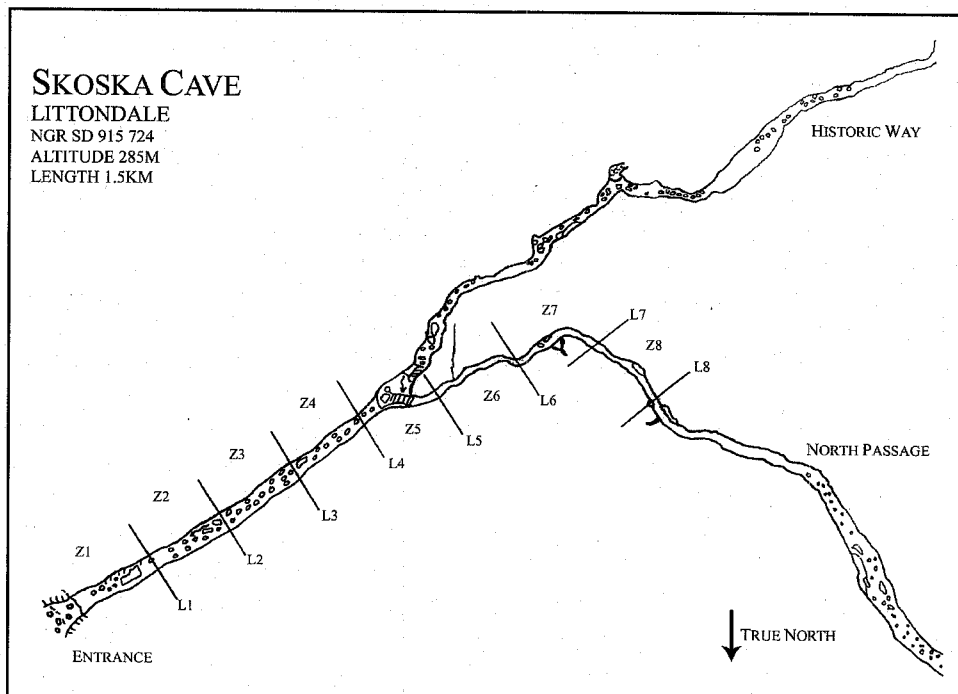 SKOSKA CAVE
LITTONDALE
NGR SD 915 724
ALTITUDE 285M
LENGTH 1.5KM
HISTORIC WAY
Z7
L7
Z8
L8
Z6
L6
Z4
Z5
L5
L4
Z3
NORTH PASSAGE
L3
Z2
L2
Z1
L1
TRUE NORTH
ENTRANCE